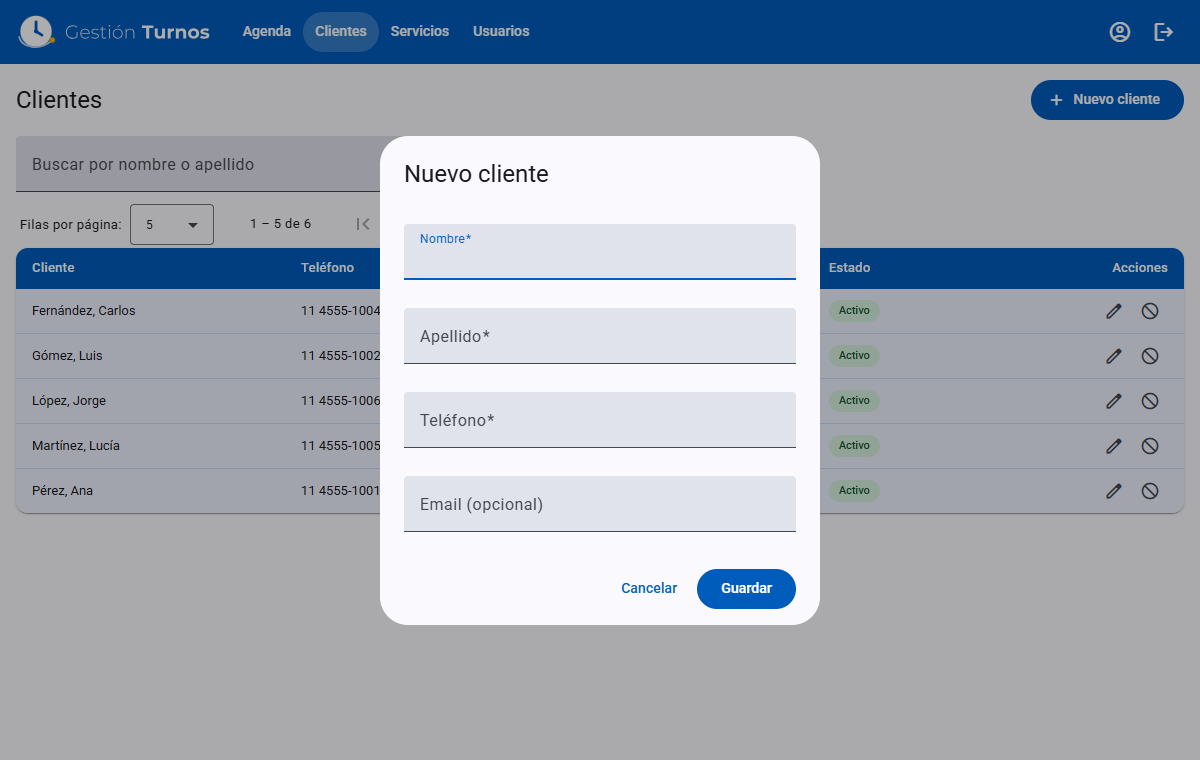 Gestión Turnos
Agenda
Clientes
Servicios
Usuarios
Clientes
+ Nuevo cliente
Buscar por nombre o apellido
Filas por página: 5 1 – 5 de 6
Cliente Teléfono Estado Acciones
Fernández, Carlos 11 4555-1004 Activo
Gómez, Luis 11 4555-1002 Activo
López, Jorge 11 4555-1006 Activo
Martínez, Lucía 11 4555-1005 Activo
Pérez, Ana 11 4555-1001 Activo
Nuevo cliente
Nombre*
Apellido*
Teléfono*
Email (opcional)
Cancelar Guardar